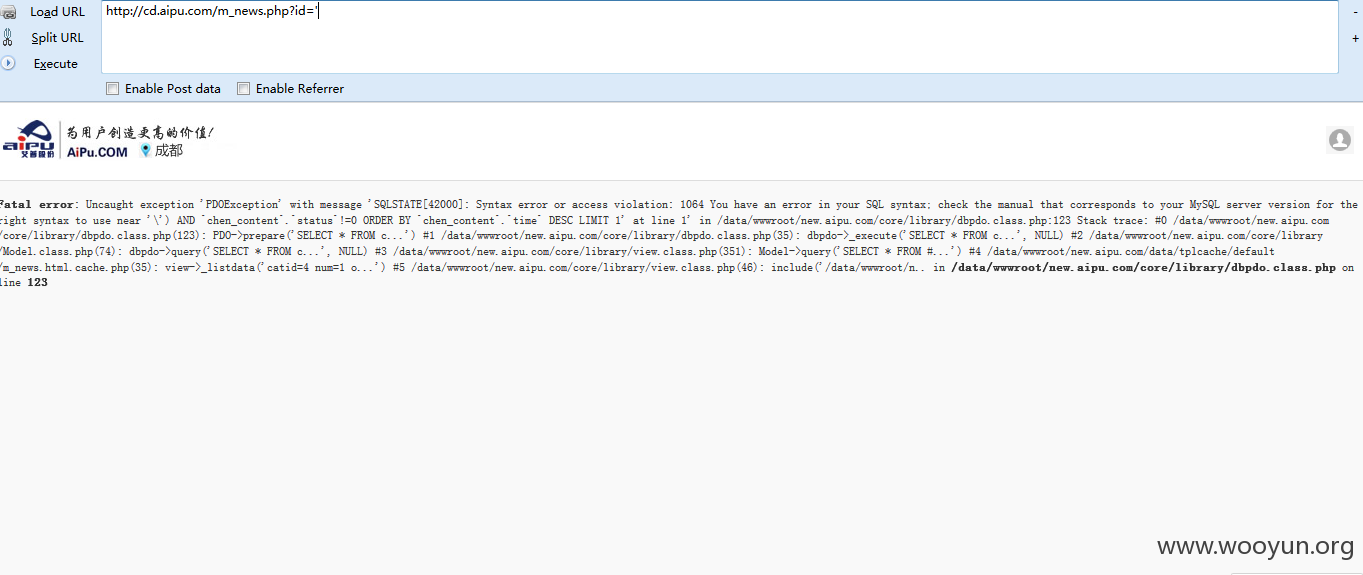 Load URL
http://cd.aipu.com/m_news.php?id='
-
Split URL
+
Execute
Enable Post data
Enable Referrer
为用户创造更高的价值!
aiPU 艾普股份
AiPu.COM 成都
Fatal error: Uncaught exception 'PDOException' with message 'SQLSTATE[42000]: Syntax error or access violation: 1064 You have an error in your SQL syntax; check the manual that corresponds to your MySQL server version for the
right syntax to use near '\') AND `chen_content`.`status`!=0 ORDER BY `chen_content`.`time` DESC LIMIT 1' at line 1' in /data/wwwroot/new.aipu.com/core/library/dbpdo.class.php:123 Stack trace: #0 /data/wwwroot/new.aipu.com
/core/library/dbpdo.class.php(123): PDO->prepare('SELECT * FROM c...') #1 /data/wwwroot/new.aipu.com/core/library/dbpdo.class.php(35): dbpdo->_execute('SELECT * FROM c...', NULL) #2 /data/wwwroot/new.aipu.com/core/library
/Model.class.php(74): dbpdo->query('SELECT * FROM c...', NULL) #3 /data/wwwroot/new.aipu.com/core/library/view.class.php(351): Model->query('SELECT * FROM #...') #4 /data/wwwroot/new.aipu.com/data/tplcache/default
/m_news.html.cache.php(35): view->_listdata('catid=4 num=1 o...') #5 /data/wwwroot/new.aipu.com/core/library/view.class.php(46): include('/data/wwwroot/n.. in /data/wwwroot/new.aipu.com/core/library/dbpdo.class.php on
line 123
www.wooyun.org